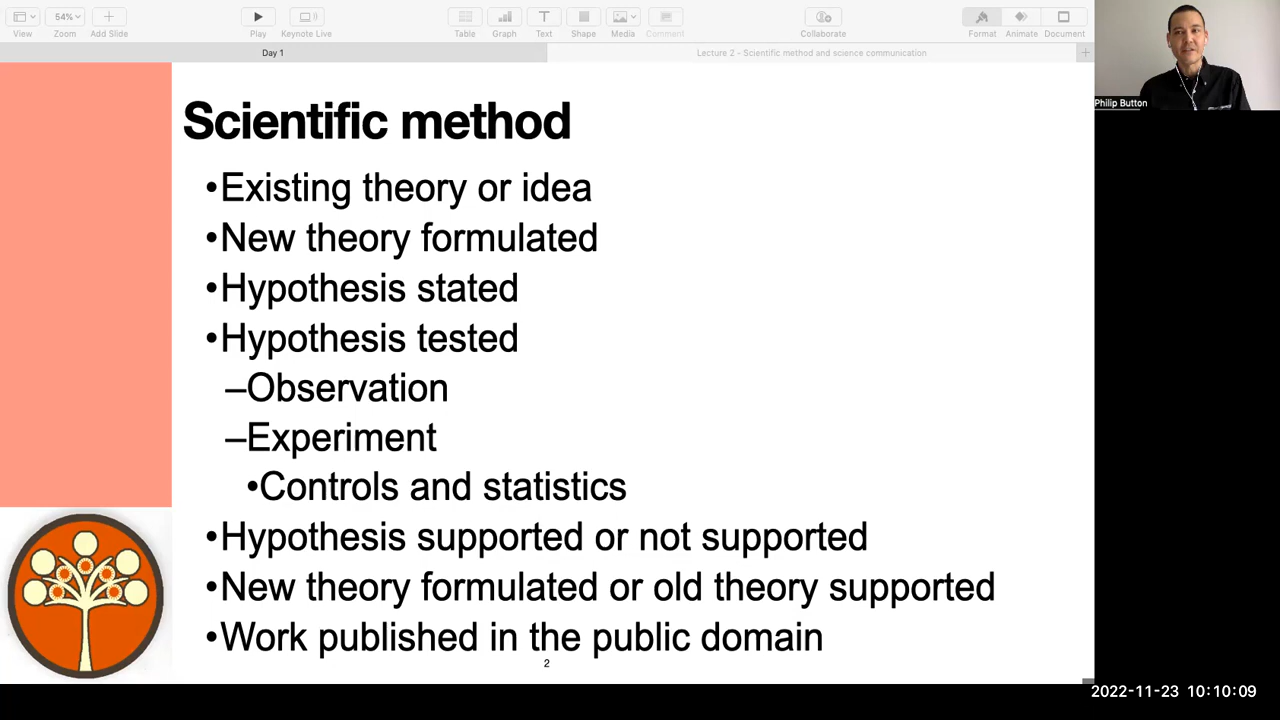 54%
View
Zoom
Add Slide
Play
Keynote Live
Table
Graph
Text
Shape
Media
Comment
Collaborate
Format
Animate
Document
Day 1
Lecture 2 - Scientific method and science communication
Philip Button
Scientific method
•Existing theory or idea
•New theory formulated
•Hypothesis stated
•Hypothesis tested
–Observation
–Experiment
•Controls and statistics
•Hypothesis supported or not supported
•New theory formulated or old theory supported
•Work published in the public domain
2
2022-11-23 10:10:09